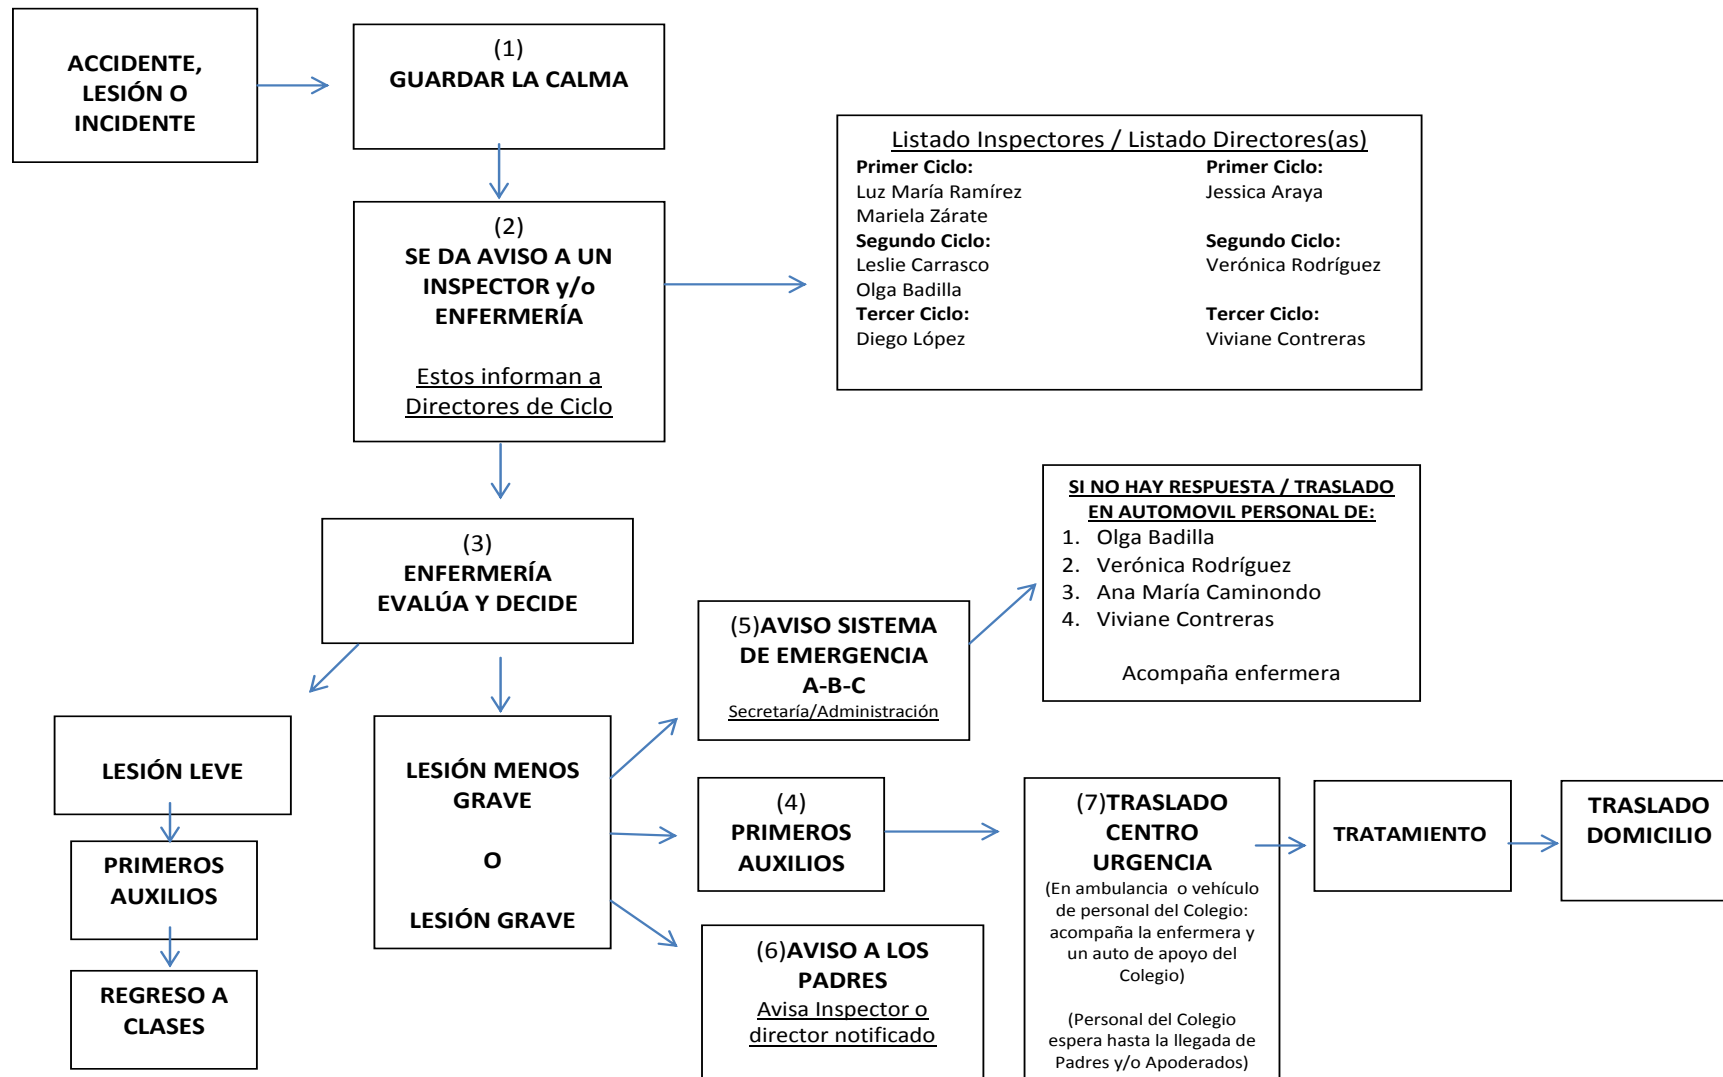 ACCIDENTE,
LESIÓN O
INCIDENTE
(1)
GUARDAR LA CALMA
(2)
SE DA AVISO A UN
INSPECTOR y/o
ENFERMERÍA
Estos informan a
Directores de Ciclo
Listado Inspectores / Listado Directores(as)
Primer Ciclo: Primer Ciclo:
Luz María Ramírez Jessica Araya
Mariela Zárate
Segundo Ciclo: Segundo Ciclo:
Leslie Carrasco Verónica Rodríguez
Olga Badilla
Tercer Ciclo: Tercer Ciclo:
Diego López Viviane Contreras
(3)
ENFERMERÍA
EVALÚA Y DECIDE
LESIÓN LEVE
PRIMEROS
AUXILIOS
REGRESO A
CLASES
LESIÓN MENOS
GRAVE
O
LESIÓN GRAVE
(5)AVISO SISTEMA
DE EMERGENCIA
A-B-C
Secretaría/Administración
SI NO HAY RESPUESTA / TRASLADO
EN AUTOMOVIL PERSONAL DE:
1. Olga Badilla
2. Verónica Rodríguez
3. Ana María Caminondo
4. Viviane Contreras
Acompaña enfermera
(4)
PRIMEROS
AUXILIOS
(6)AVISO A LOS
PADRES
Avisa Inspector o
director notificado
(7)TRASLADO
CENTRO
URGENCIA
(En ambulancia o vehículo
de personal del Colegio:
acompaña la enfermera y
un auto de apoyo del
Colegio)
(Personal del Colegio
espera hasta la llegada de
Padres y/o Apoderados)
TRATAMIENTO
TRASLADO
DOMICILIO